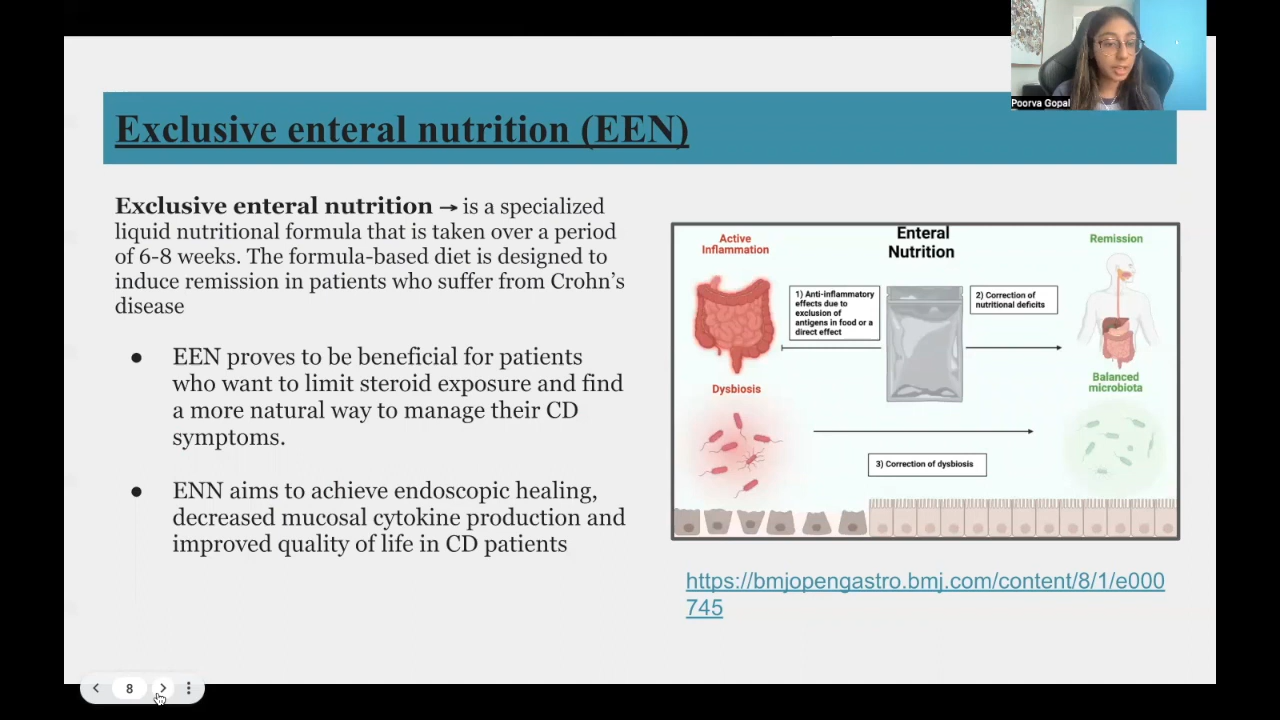 Poorva Gopal
Exclusive enteral nutrition (EEN)
Exclusive enteral nutrition → is a specialized
liquid nutritional formula that is taken over a period
of 6-8 weeks. The formula-based diet is designed to
induce remission in patients who suffer from Crohn’s
disease
● EEN proves to be beneficial for patients
who want to limit steroid exposure and find
a more natural way to manage their CD
symptoms.
● ENN aims to achieve endoscopic healing,
decreased mucosal cytokine production and
improved quality of life in CD patients
Active
Inflammation
Enteral
Nutrition
Remission
1) Anti-inflammatory
effects due to
exclusion of
antigens in food or a
direct effect
2) Correction of
nutritional deficits
Dysbiosis
Balanced
microbiota
3) Correction of dysbiosis
https://bmjopengastro.bmj.com/content/8/1/e000
745
8